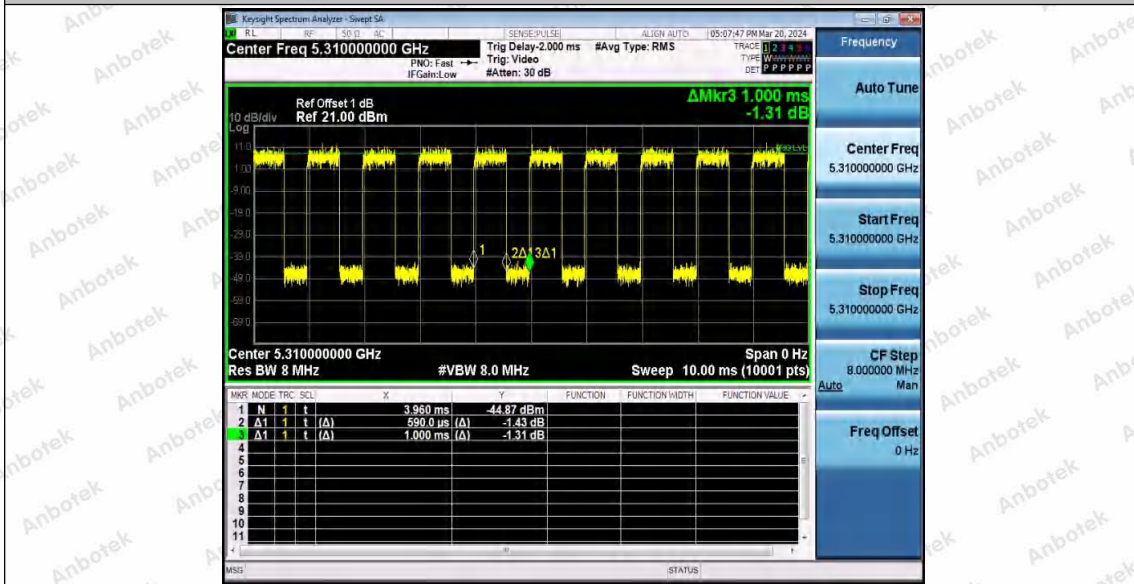 Keysight Spectrum Analyzer - Swept SA
RL RF 50 Ω AC SENSE:PULSE ALIGN AUTO 05:07:47 PM Mar 20, 2024
Center Freq 5.310000000 GHz
PNO: Fast
IFGain:Low
Trig Delay-2.000 ms
Trig: Video
#Atten: 30 dB
#Avg Type: RMS
TRACE 1 2 3 4 5 6
TYPE W
DET P P P P P P
Frequency
Auto Tune
Center Freq
5.310000000 GHz
Start Freq
5.310000000 GHz
Stop Freq
5.310000000 GHz
CF Step
8.000000 MHz
Auto Man
Freq Offset
0 Hz
ΔMkr3 1.000 ms
-1.31 dB
Ref Offset 1 dB
10 dB/div Ref 21.00 dBm
Log
11.0
1.00
-9.00
-19.0
-29.0
-39.0
-49.0
-59.0
-69.0
1
2Δ1 3Δ1
Center 5.310000000 GHz Span 0 Hz
Res BW 8 MHz #VBW 8.0 MHz Sweep 10.00 ms (10001 pts)
MKR MODE TRC SCL X Y FUNCTION FUNCTION WIDTH FUNCTION VALUE
1 N 1 t 3.960 ms -44.87 dBm
2 Δ1 1 t (Δ) 590.0 µs (Δ) -1.43 dB
3 Δ1 1 t (Δ) 1.000 ms (Δ) -1.31 dB
4
5
6
7
8
9
10
11
MSG STATUS
Anbotek